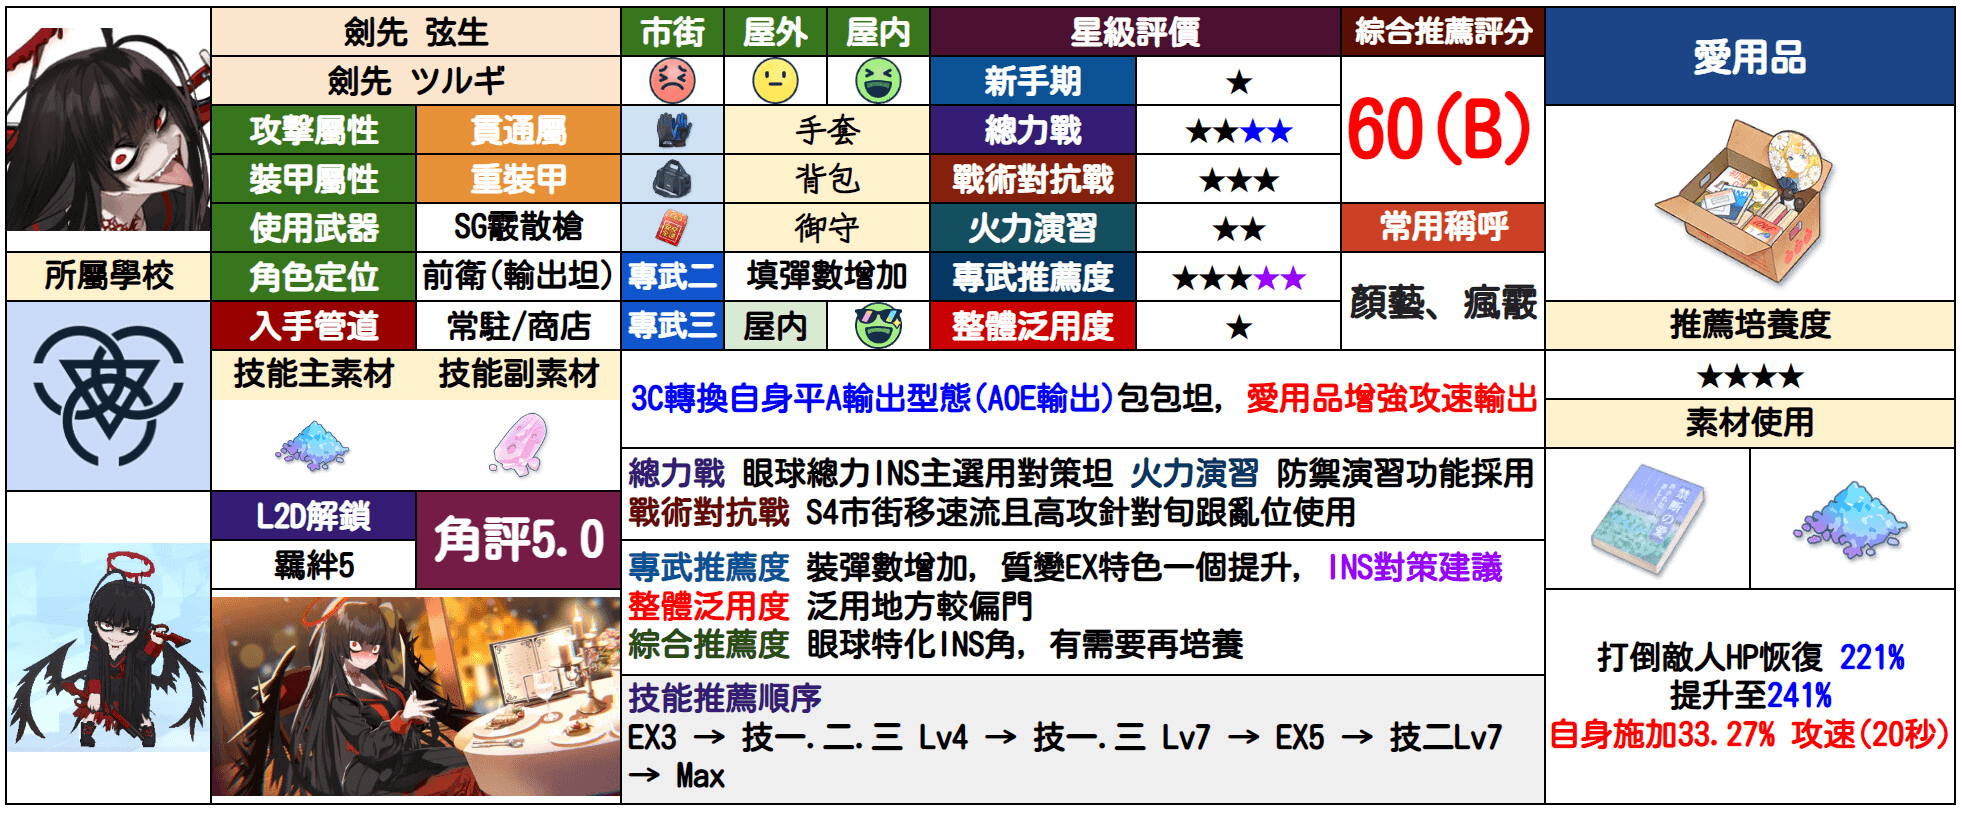 劍先 弦生
劍先 ツルギ
市街
屋外
屋內
星級評價
綜合推薦評分
愛用品
新手期
★
60(B)
攻擊屬性
貫通屬
手套
總力戰
★★★★
裝甲屬性
重裝甲
背包
戰術對抗戰
★★★
使用武器
SG霰散槍
御守
火力演習
★★
常用稱呼
所屬學校
角色定位
前衛(輸出坦)
專武二
填彈數增加
專武推薦度
★★★★★
顏藝、瘋霰
入手管道
常駐/商店
專武三
屋內
整體泛用度
★
推薦培養度
★★★★
技能主素材
技能副素材
3C轉換自身平A輸出型態(AOE輸出)包包坦, 愛用品增強攻速輸出
素材使用
總力戰 眼球總力INS主選用對策坦 火力演習 防禦演習功能採用
戰術對抗戰 S4市街移速流且高攻針對旬跟亂位使用
L2D解鎖
羈絆5
角評5.0
專武推薦度 裝彈數增加, 質變EX特色一個提升, INS對策建議
整體泛用度 泛用地方較偏門
綜合推薦度 眼球特化INS角, 有需要再培養
禁断の愛
打倒敵人HP恢復 221%
提升至241%
自身施加33.27% 攻速(20秒)
技能推薦順序
EX3 → 技一.二.三 Lv4 → 技一.三 Lv7 → EX5 → 技二Lv7
→ Max